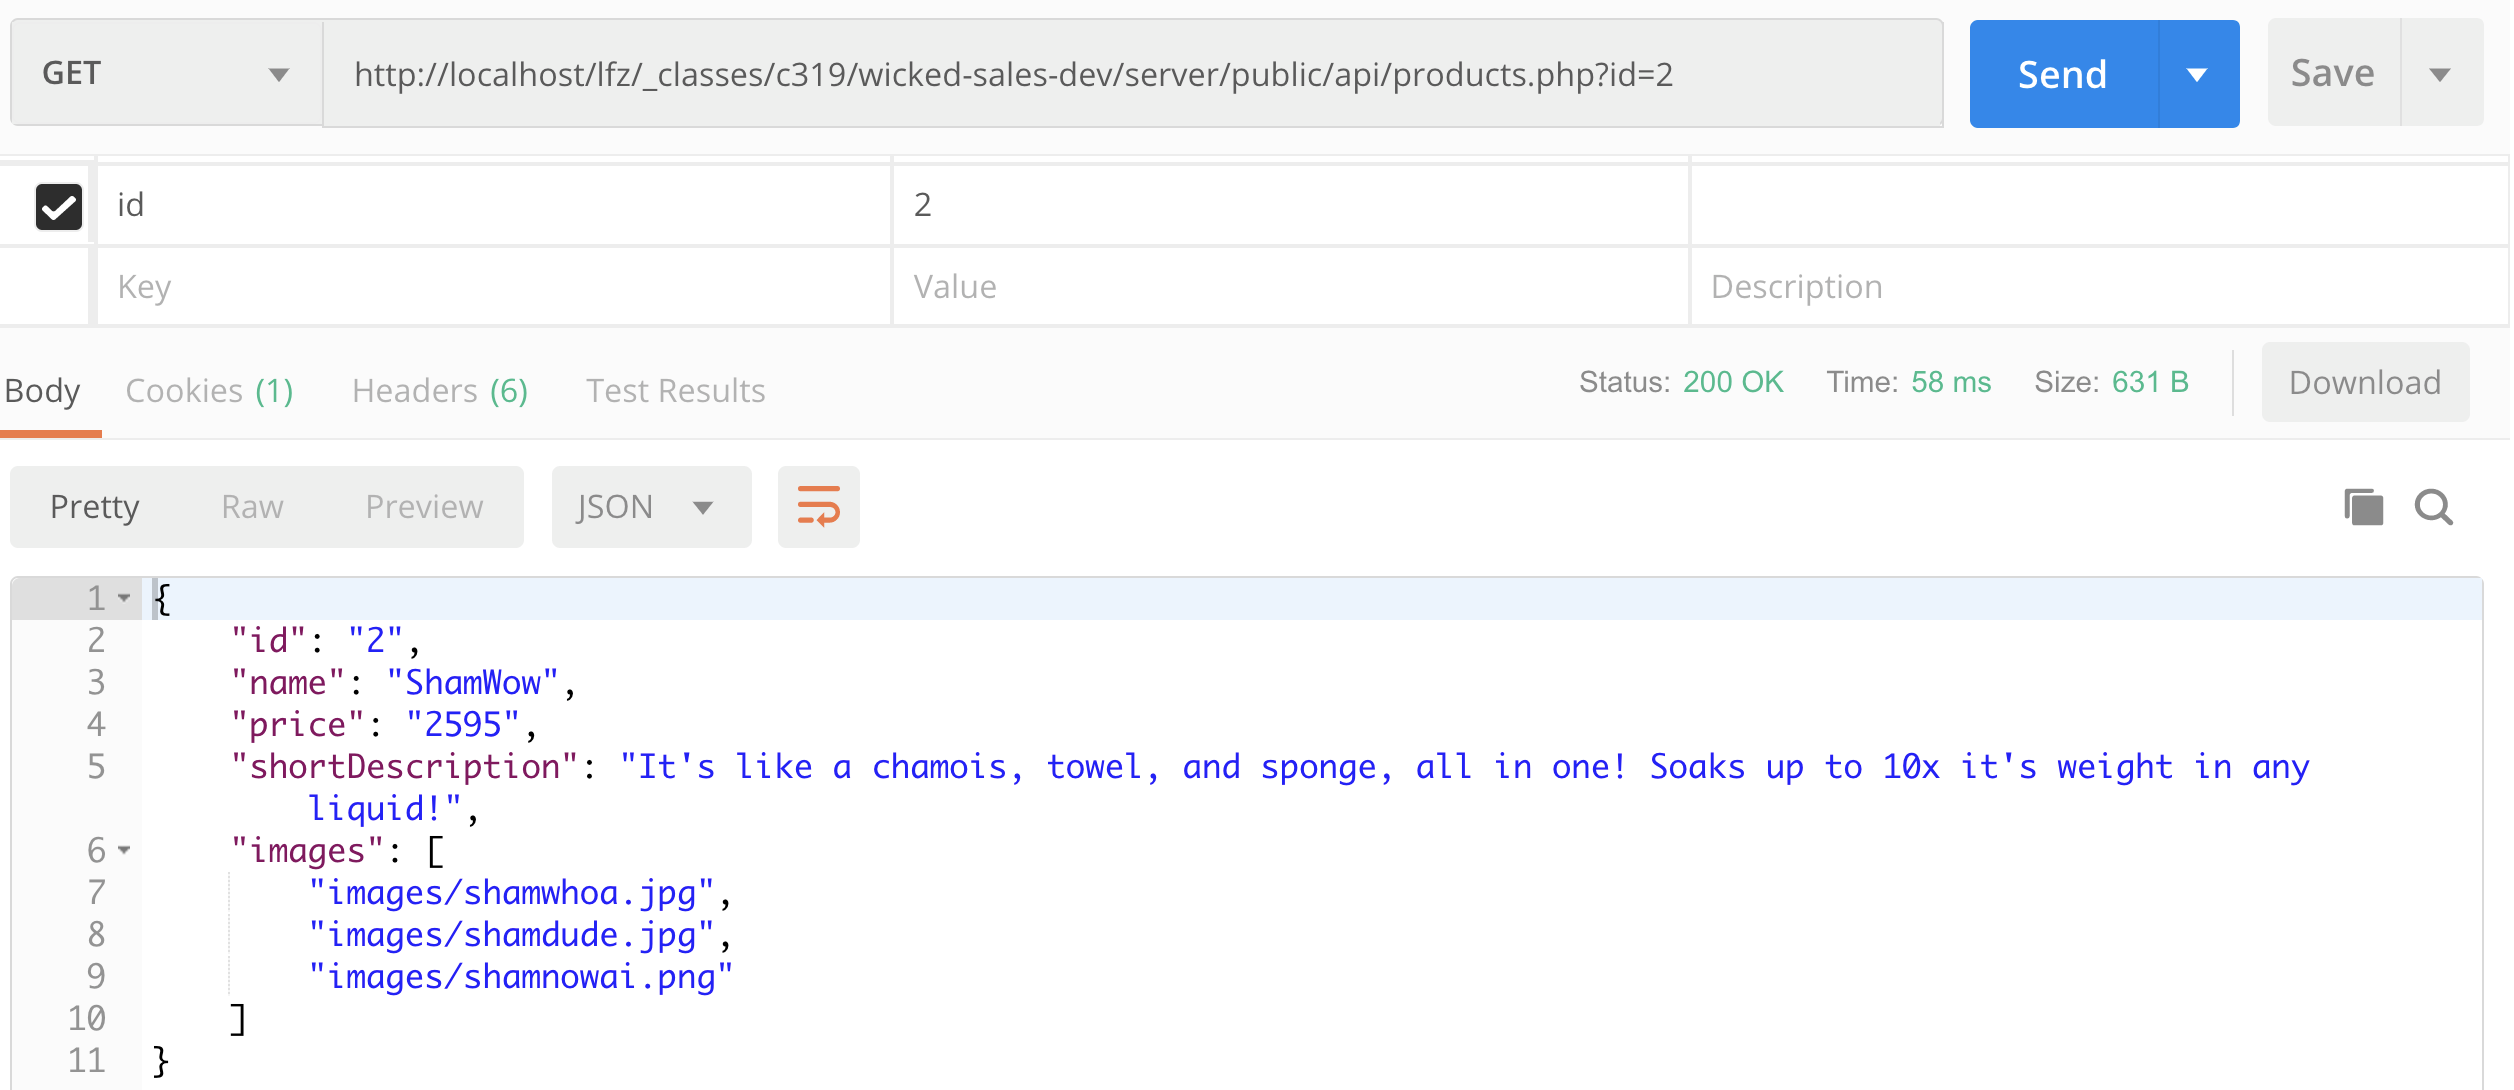 GET http://localhost/lfz/_classes/c319/wicked-sales-dev/server/public/api/products.php?id=2 Send Save
id 2
Key Value Description
Body Cookies (1) Headers (6) Test Results Status: 200 OK Time: 58 ms Size: 631 B Download
Pretty Raw Preview JSON
1 {
2 "id": "2",
3 "name": "ShamWow",
4 "price": "2595",
5 "shortDescription": "It's like a chamois, towel, and sponge, all in one! Soaks up to 10x it's weight in any
liquid!",
6 "images": [
7 "images/shamwhoa.jpg",
8 "images/shamdude.jpg",
9 "images/shamnowai.png"
10 ]
11 }